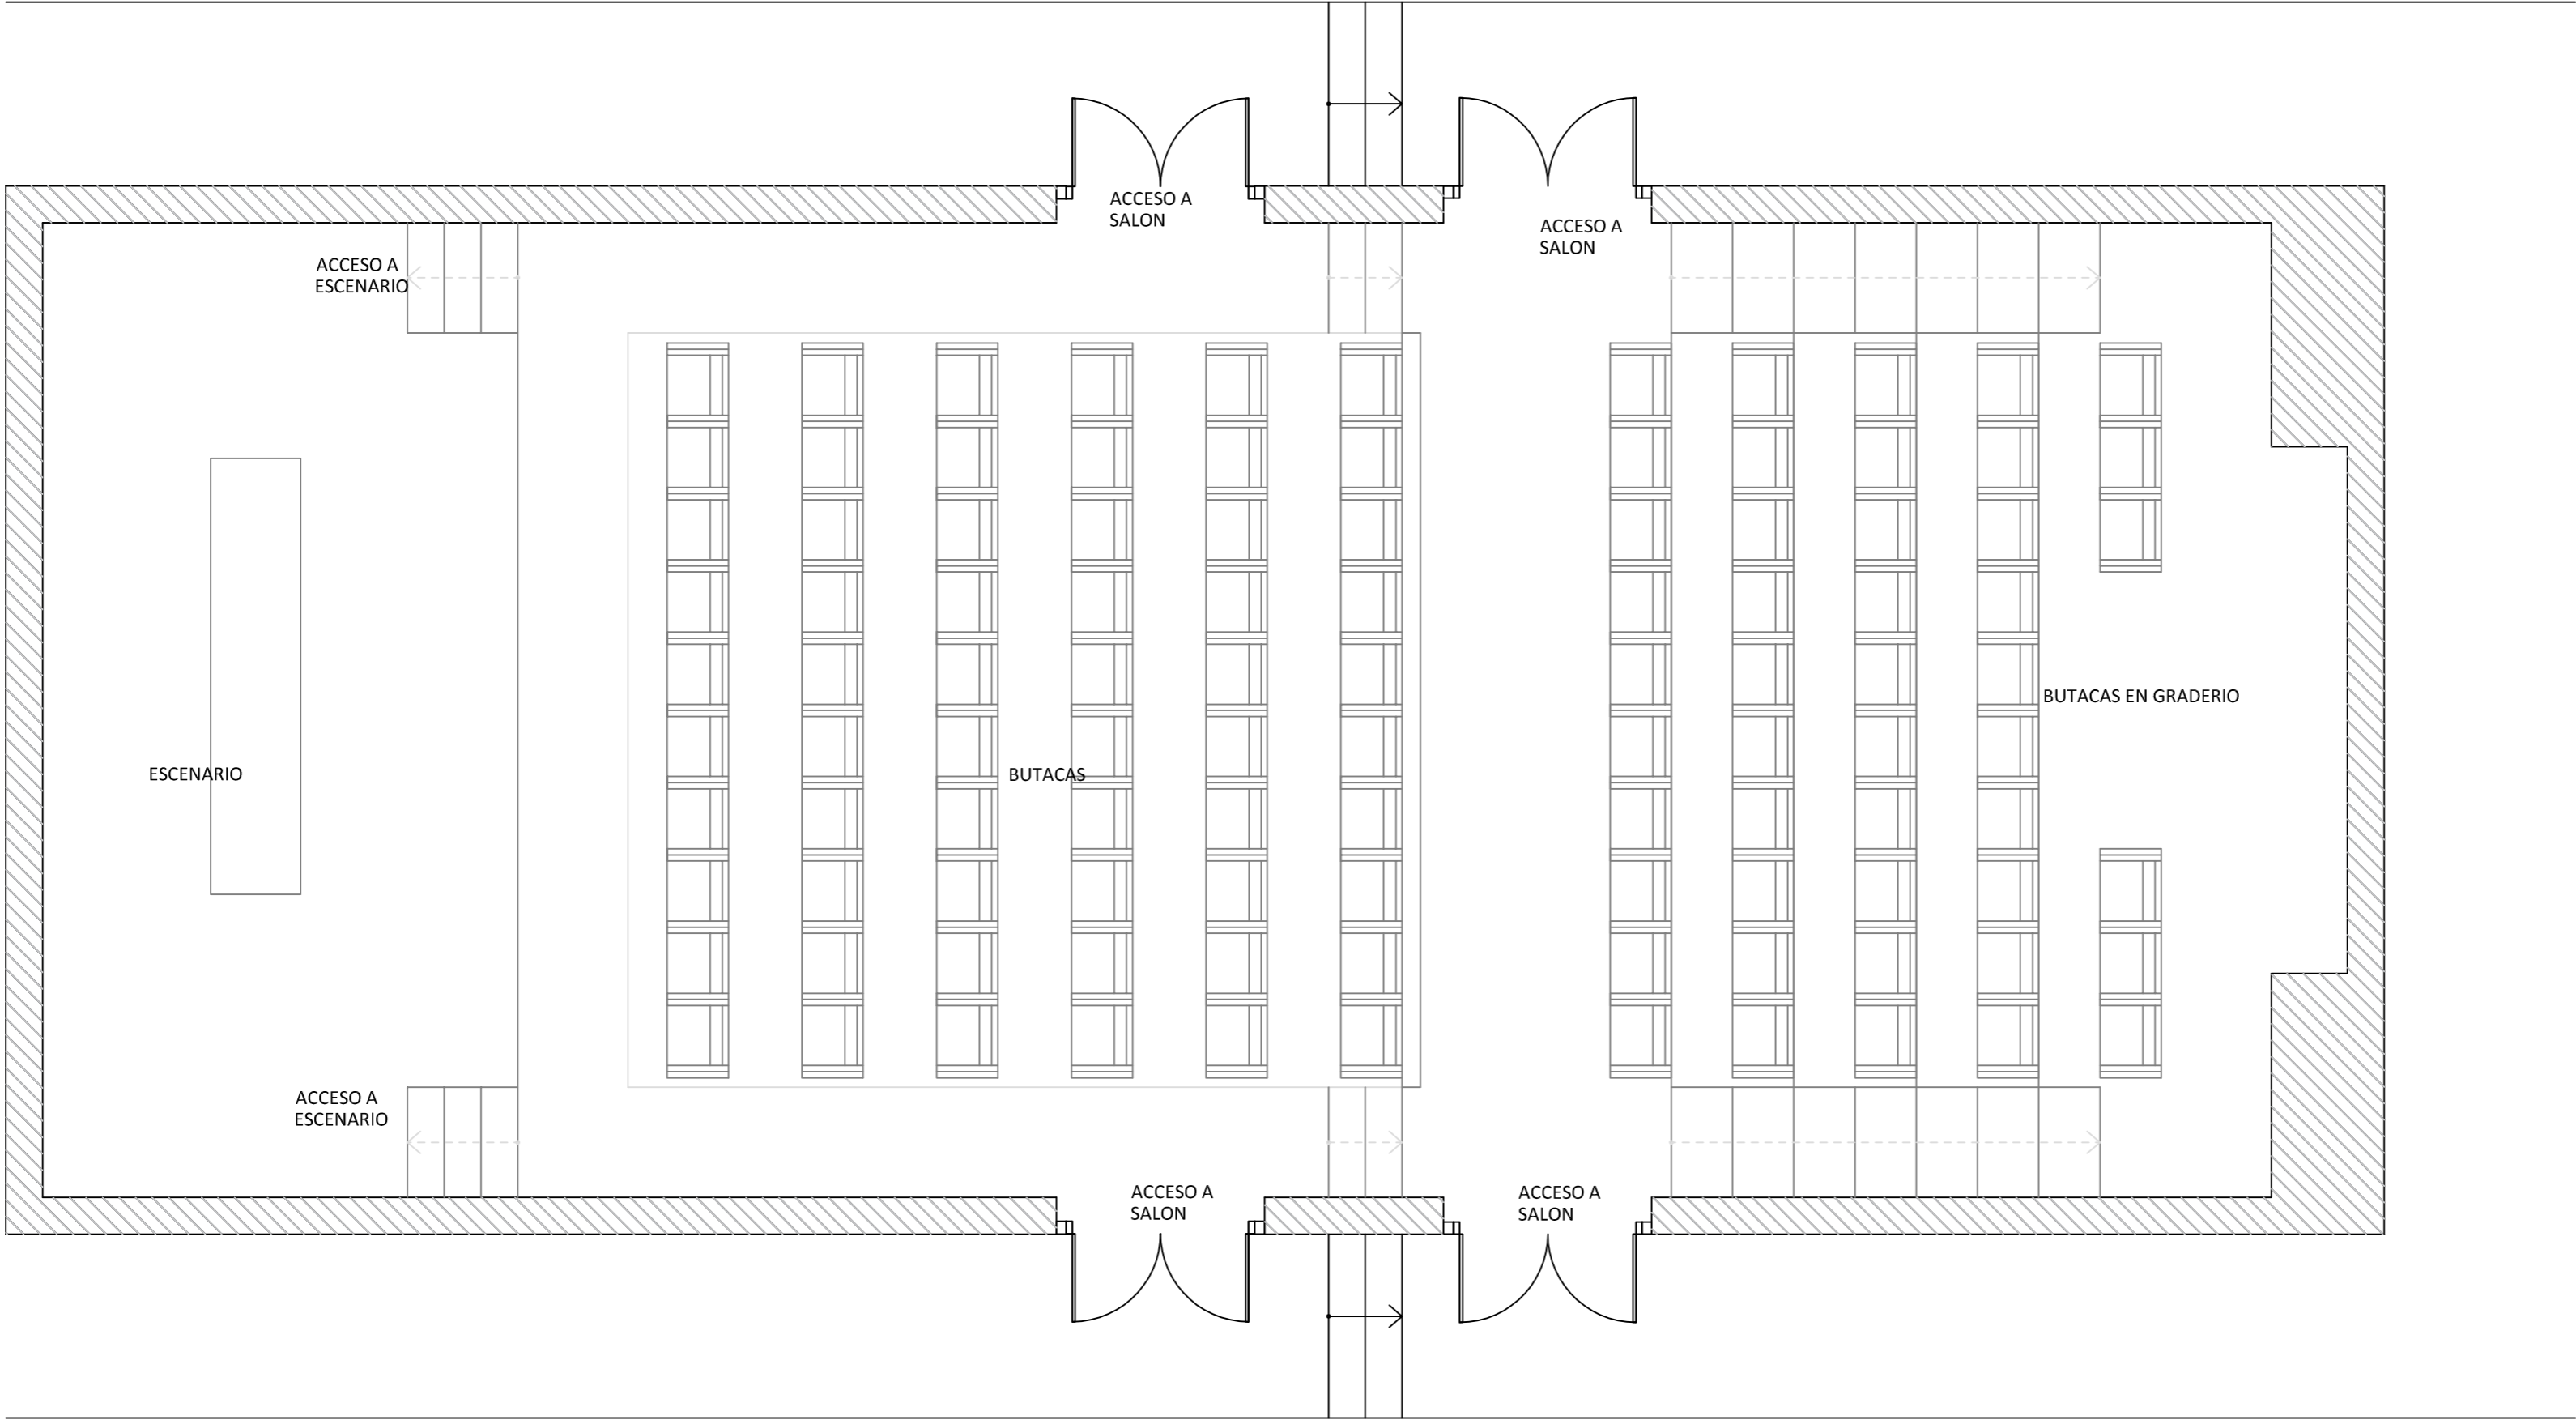 ACCESO A
SALON
ACCESO A
SALON
ACCESO A
ESCENARIO
BUTACAS EN GRADERIO
ESCENARIO
BUTACAS
ACCESO A
ESCENARIO
ACCESO A
SALON
ACCESO A
SALON